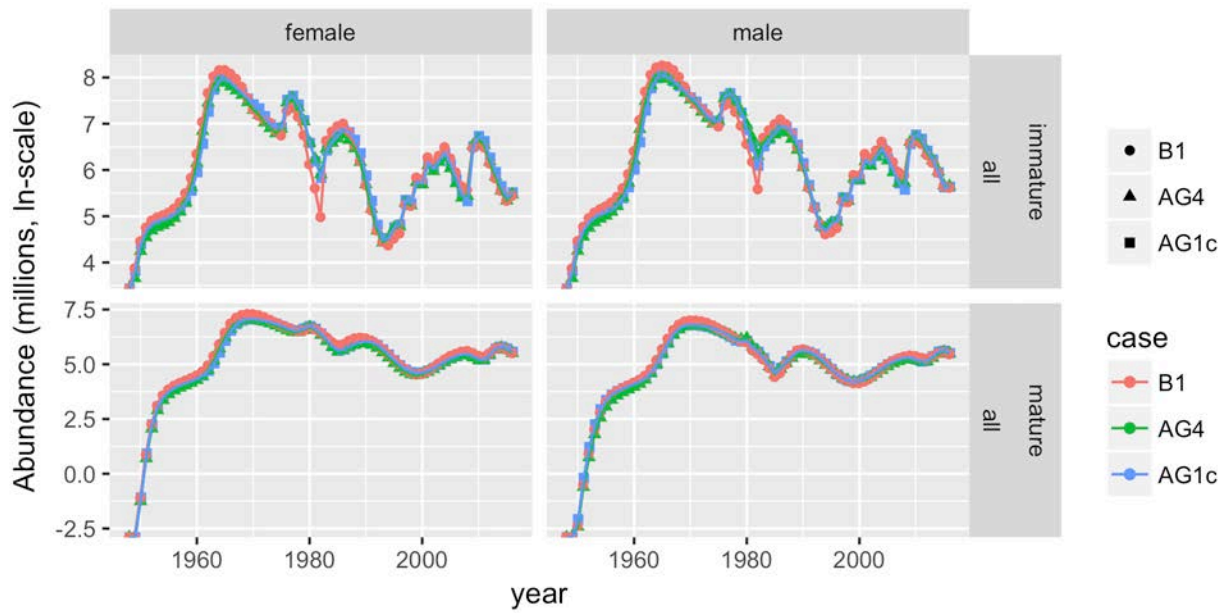 female
male
Abundance (millions, ln-scale)
8
7
6
5
4
immature
all
7.5
5.0
2.5
0.0
-2.5
mature
all
1960
1980
2000
1960
1980
2000
year
B1
AG4
AG1c
case
B1
AG4
AG1c